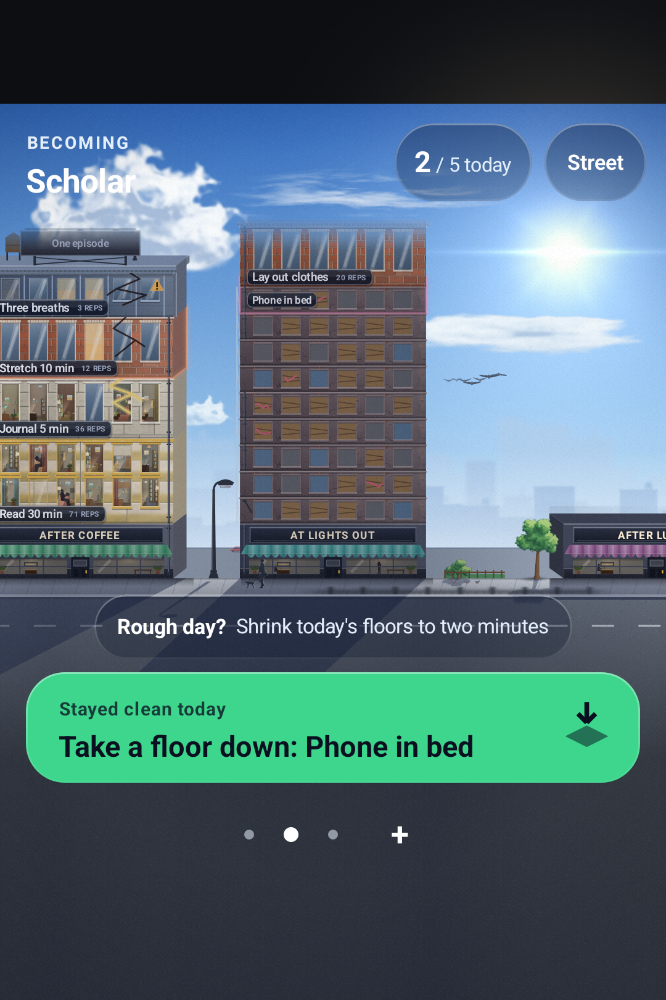 BECOMING
Scholar
2 / 5 today
Street
One episode
Three breaths 3 REPS
Stretch 10 min 12 REPS
Journal 5 min 36 REPS
Read 30 min 71 REPS
AFTER COFFEE
Lay out clothes 20 REPS
Phone in bed
AT LIGHTS OUT
AFTER LU
Rough day? Shrink today's floors to two minutes
Stayed clean today
Take a floor down: Phone in bed